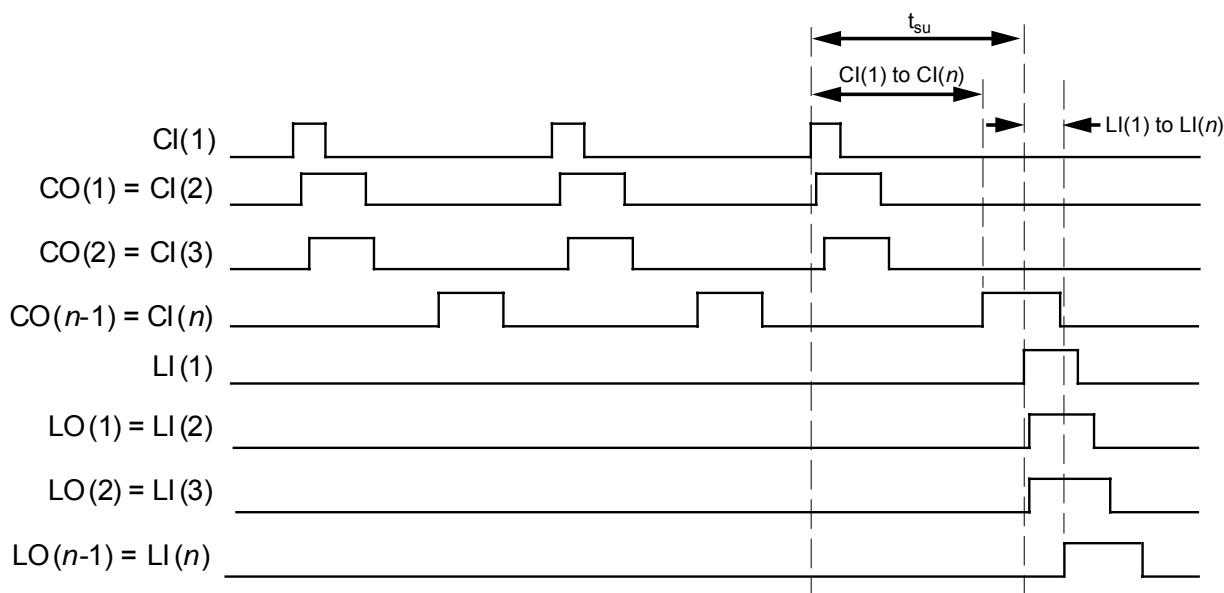 tsu
CI(1) to CI(n)
LI(1) to LI(n)
CI(1)
CO(1) = CI(2)
CO(2) = CI(3)
CO(n-1) = CI(n)
LI(1)
LO(1) = LI(2)
LO(2) = LI(3)
LO(n-1) = LI(n)